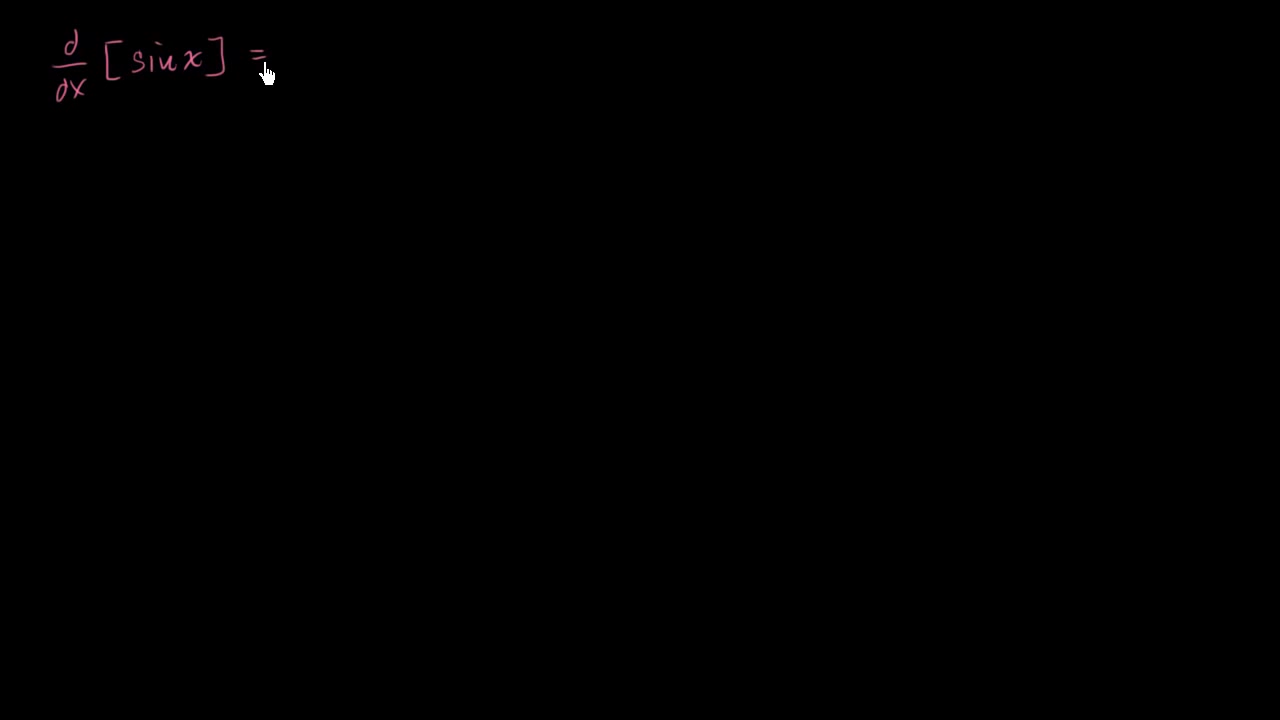 d/dx [sin x] =